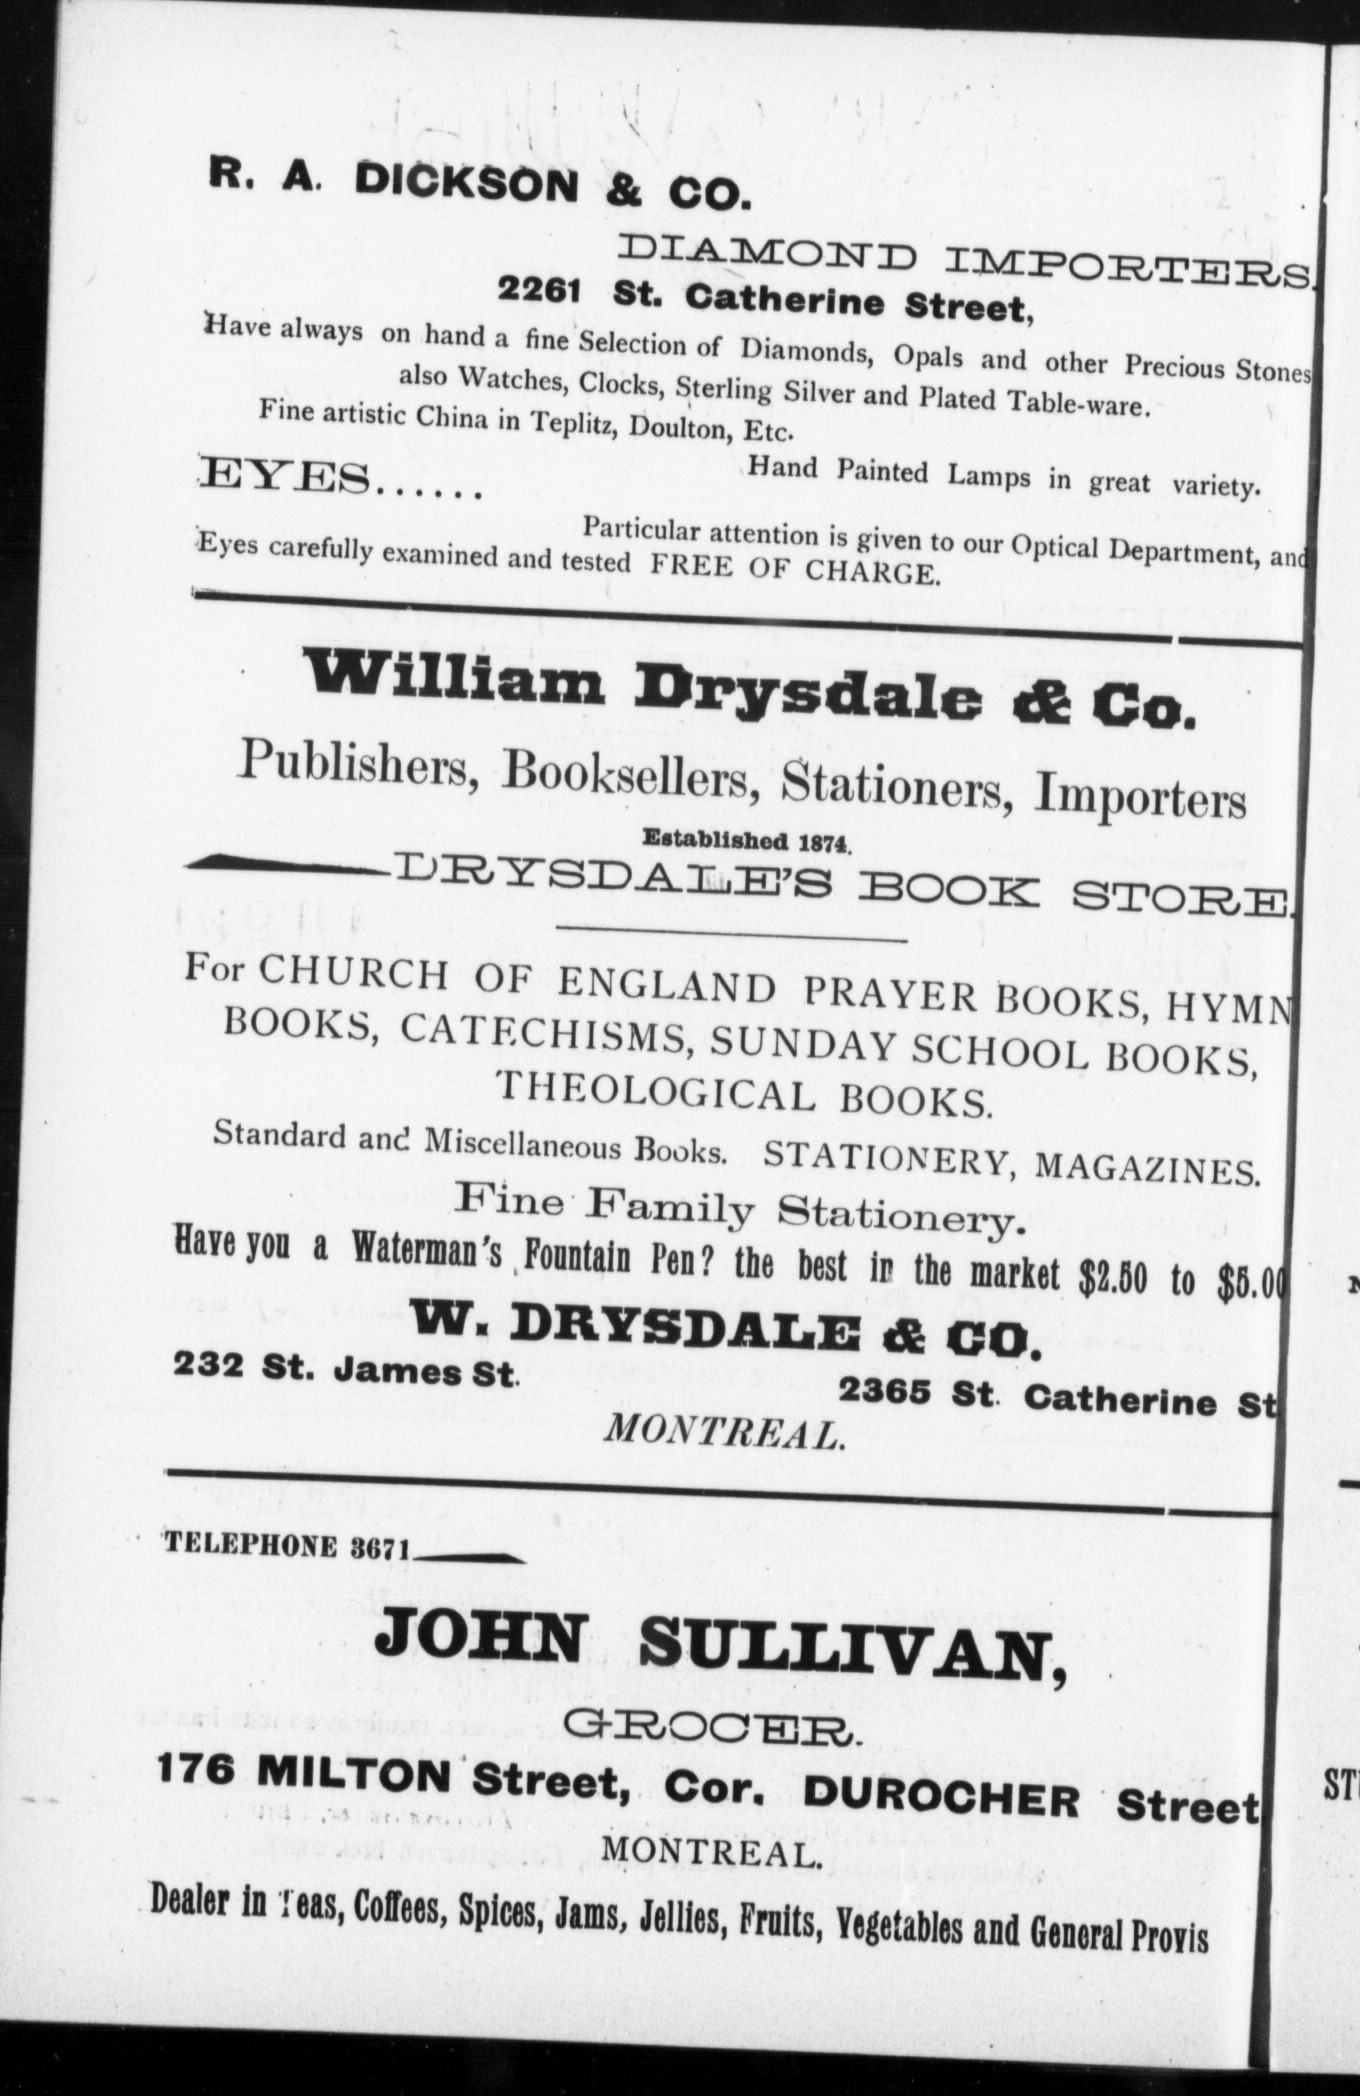 R. A. DICKSON & CO.
DIAMOND IMPORTERS.
2261 St. Catherine Street,
Have always on hand a fine Selection of Diamonds, Opals and other Precious Stones
also Watches, Clocks, Sterling Silver and Plated Table-ware.
Fine artistic China in Teplitz, Doulton, Etc.
Hand Painted Lamps in great variety.
EYES......
Particular attention is given to our Optical Department, and
Eyes carefully examined and tested FREE OF CHARGE.
William Drysdale & Co.
Publishers, Booksellers, Stationers, Importers
Established 1874.
DRYSDALE'S BOOK STORE.
For CHURCH OF ENGLAND PRAYER BOOKS, HYMN
BOOKS, CATECHISMS, SUNDAY SCHOOL BOOKS,
THEOLOGICAL BOOKS.
Standard and Miscellaneous Books. STATIONERY, MAGAZINES.
Fine Family Stationery.
Have you a Waterman's Fountain Pen? the best in the market $2.50 to $5.00
W. DRYSDALE & CO.
232 St. James St.
2365 St. Catherine St
MONTREAL.
TELEPHONE 3671
JOHN SULLIVAN,
GROCER.
176 MILTON Street, Cor. DUROCHER Street
MONTREAL.
Dealer in Teas, Coffees, Spices, Jams, Jellies, Fruits, Vegetables and General Provis